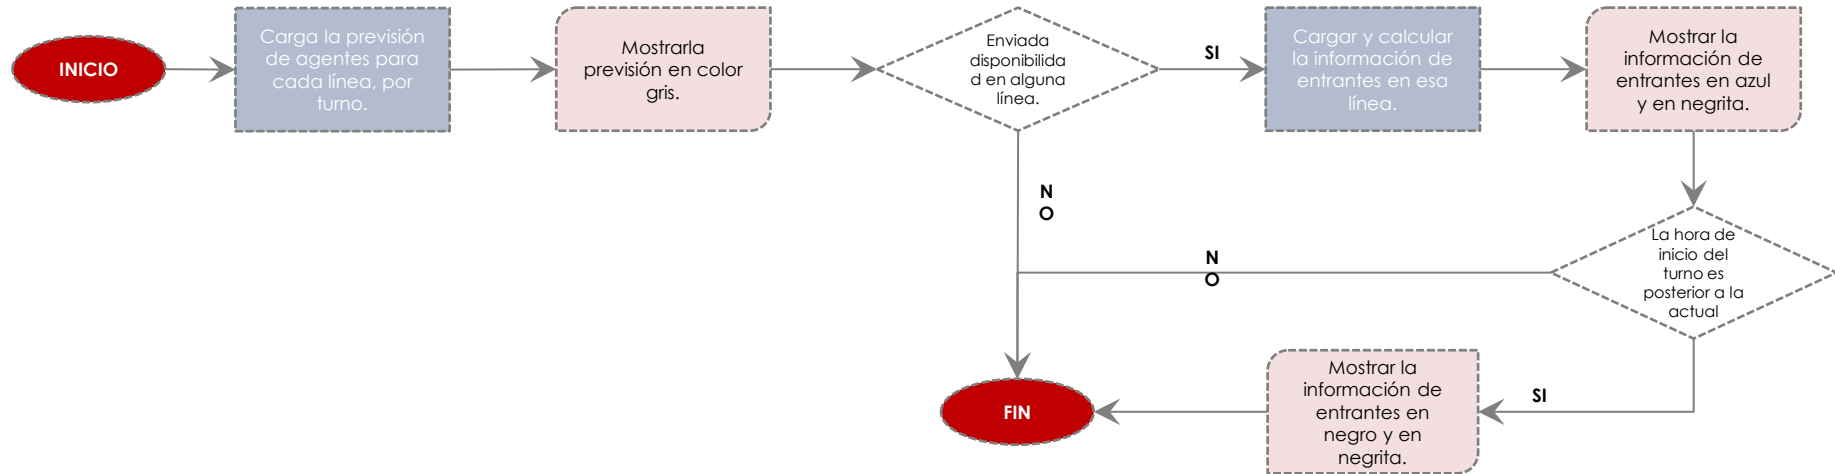 INICIO
Carga la previsión
de agentes para
cada línea, por
turno.
Mostrarla
previsión en color
gris.
Enviada
disponibilida
d en alguna
línea.
SI
Cargar y calcular
la información de
entrantes en esa
línea.
Mostrar la
información de
entrantes en azul
y en negrita.
N
O
La hora de
inicio del
turno es
posterior a la
actual
N
O
SI
Mostrar la
información de
entrantes en
negro y en
negrita.
FIN